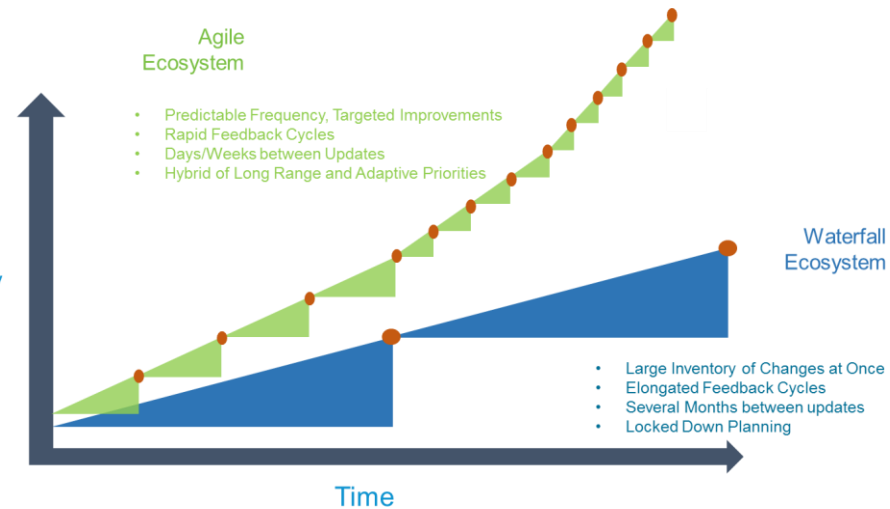 Agile
Ecosystem
• Predictable Frequency, Targeted Improvements
• Rapid Feedback Cycles
• Days/Weeks between Updates
• Hybrid of Long Range and Adaptive Priorities
Waterfall
Ecosystem
• Large Inventory of Changes at Once
• Elongated Feedback Cycles
• Several Months between updates
• Locked Down Planning
Time